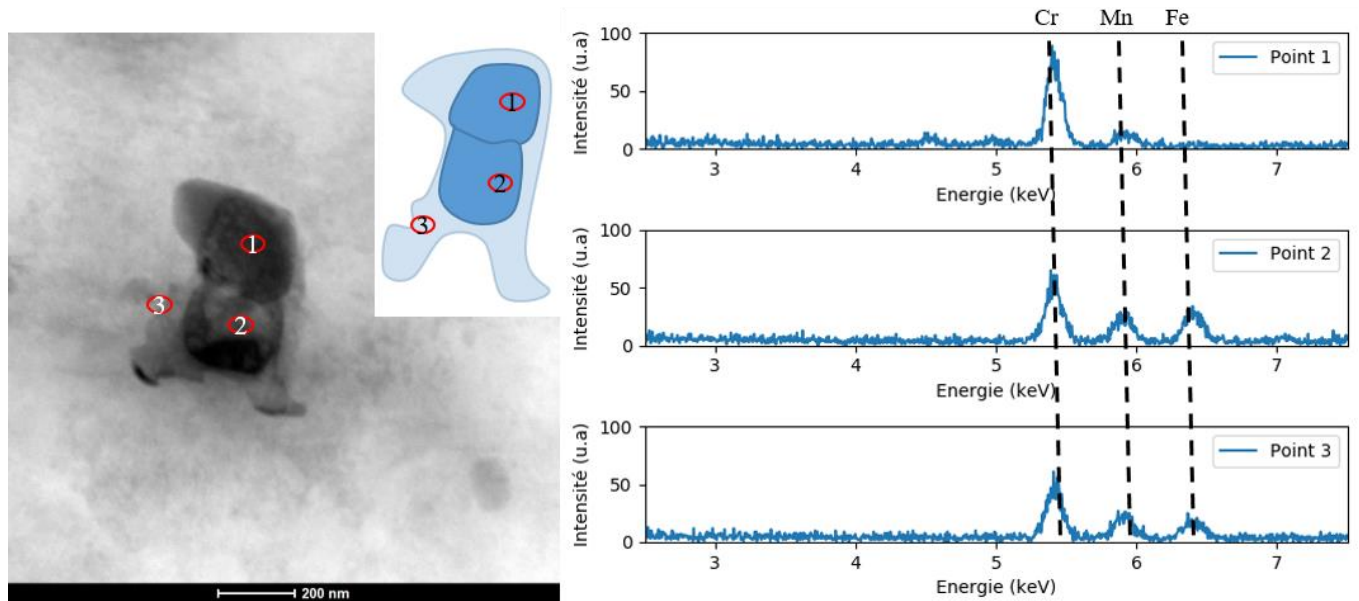 1
2
3
200 nm
1
2
3
Cr Mn Fe
Intensité (u.a)
100
50
0
Point 1
3 4 5 6 7
Energie (keV)
Intensité (u.a)
100
50
0
Point 2
3 4 5 6 7
Energie (keV)
Intensité (u.a)
100
50
0
Point 3
3 4 5 6 7
Energie (keV)